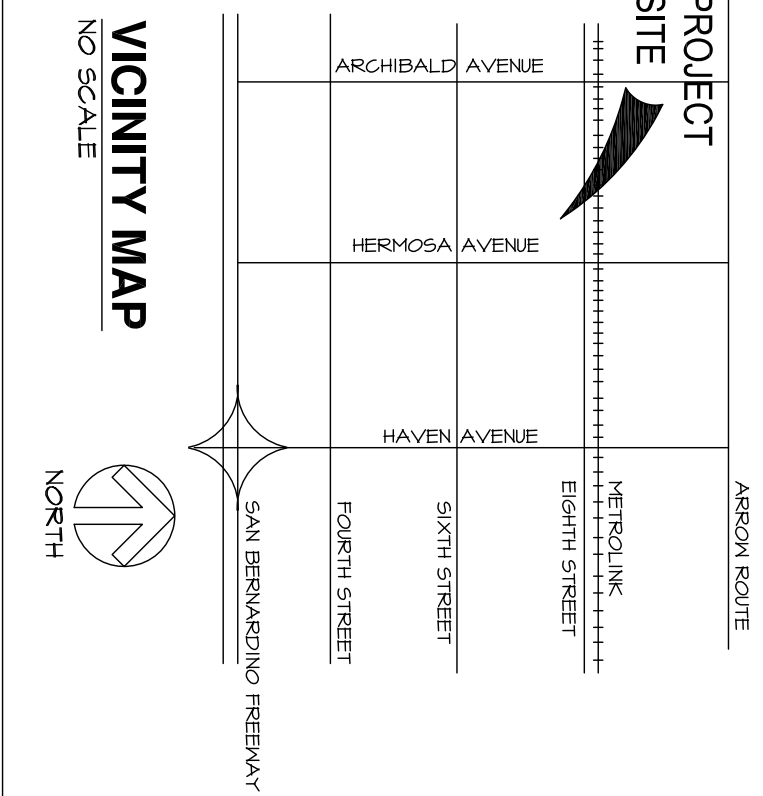 PROJECT
SITE
ARROW ROUTE
METROLINK
EIGHTH STREET
SIXTH STREET
FOURTH STREET
SAN BERNARDINO FREEWAY
ARCHIBALD AVENUE
HERMOSA AVENUE
HAVEN AVENUE
VICINITY MAP
NO SCALE
NORTH